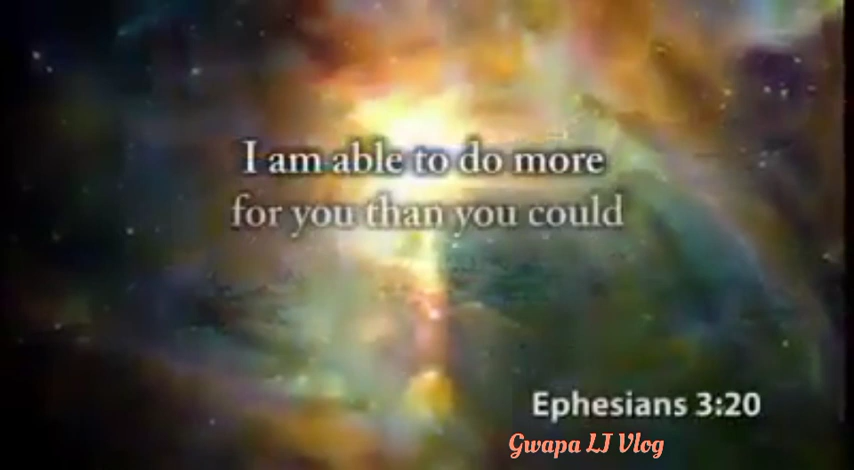 I am able to do more
for you than you could
Ephesians 3:20
Gwapa LJ Vlog